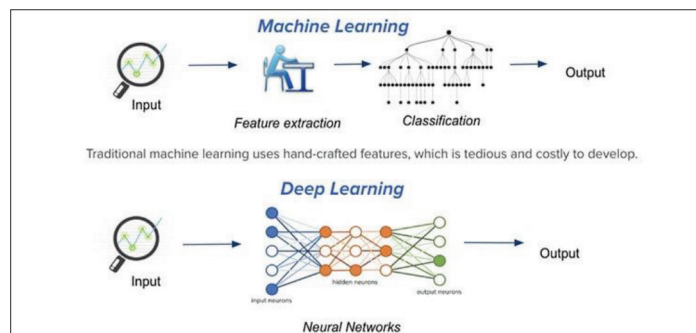 Machine Learning
Input
Output
Feature extraction
Classification
Traditional machine learning uses hand-crafted features, which is tedious and costly to develop.
Deep Learning
Input
input neurons
hidden neurons
output neurons
Output
Neural Networks